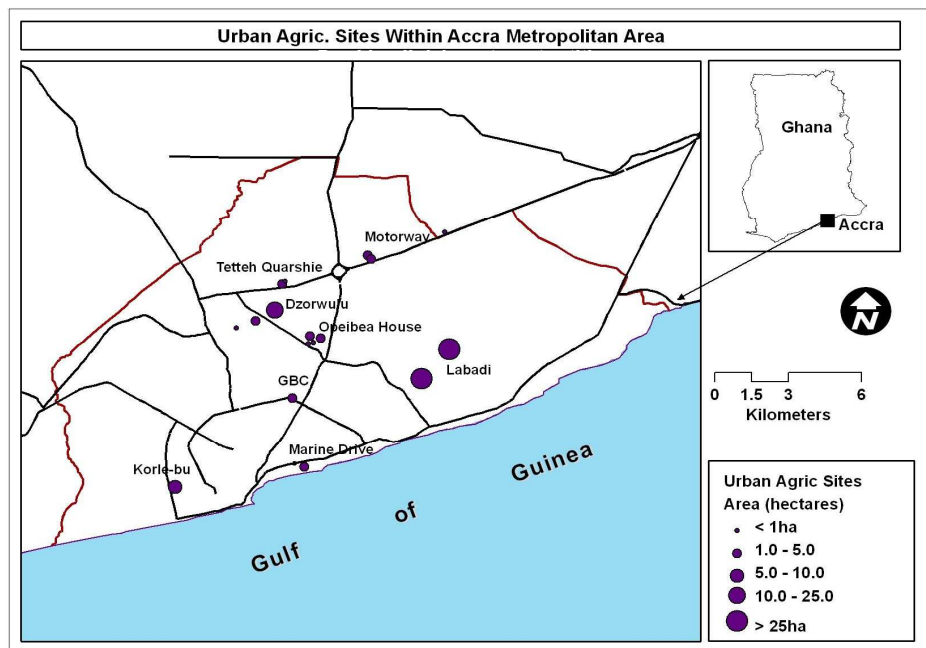 Urban Agric. Sites Within Accra Metropolitan Area
Ghana
Accra
Motorway
Tetteh Quarshie
Dzorwulu
Opeibea House
Labadi
GBC
Marine Drive
Korle-bu
Gulf of Guinea
N
0 1.5 3 6
Kilometers
Urban Agric Sites
Area (hectares)
< 1ha
1.0 - 5.0
5.0 - 10.0
10.0 - 25.0
> 25ha